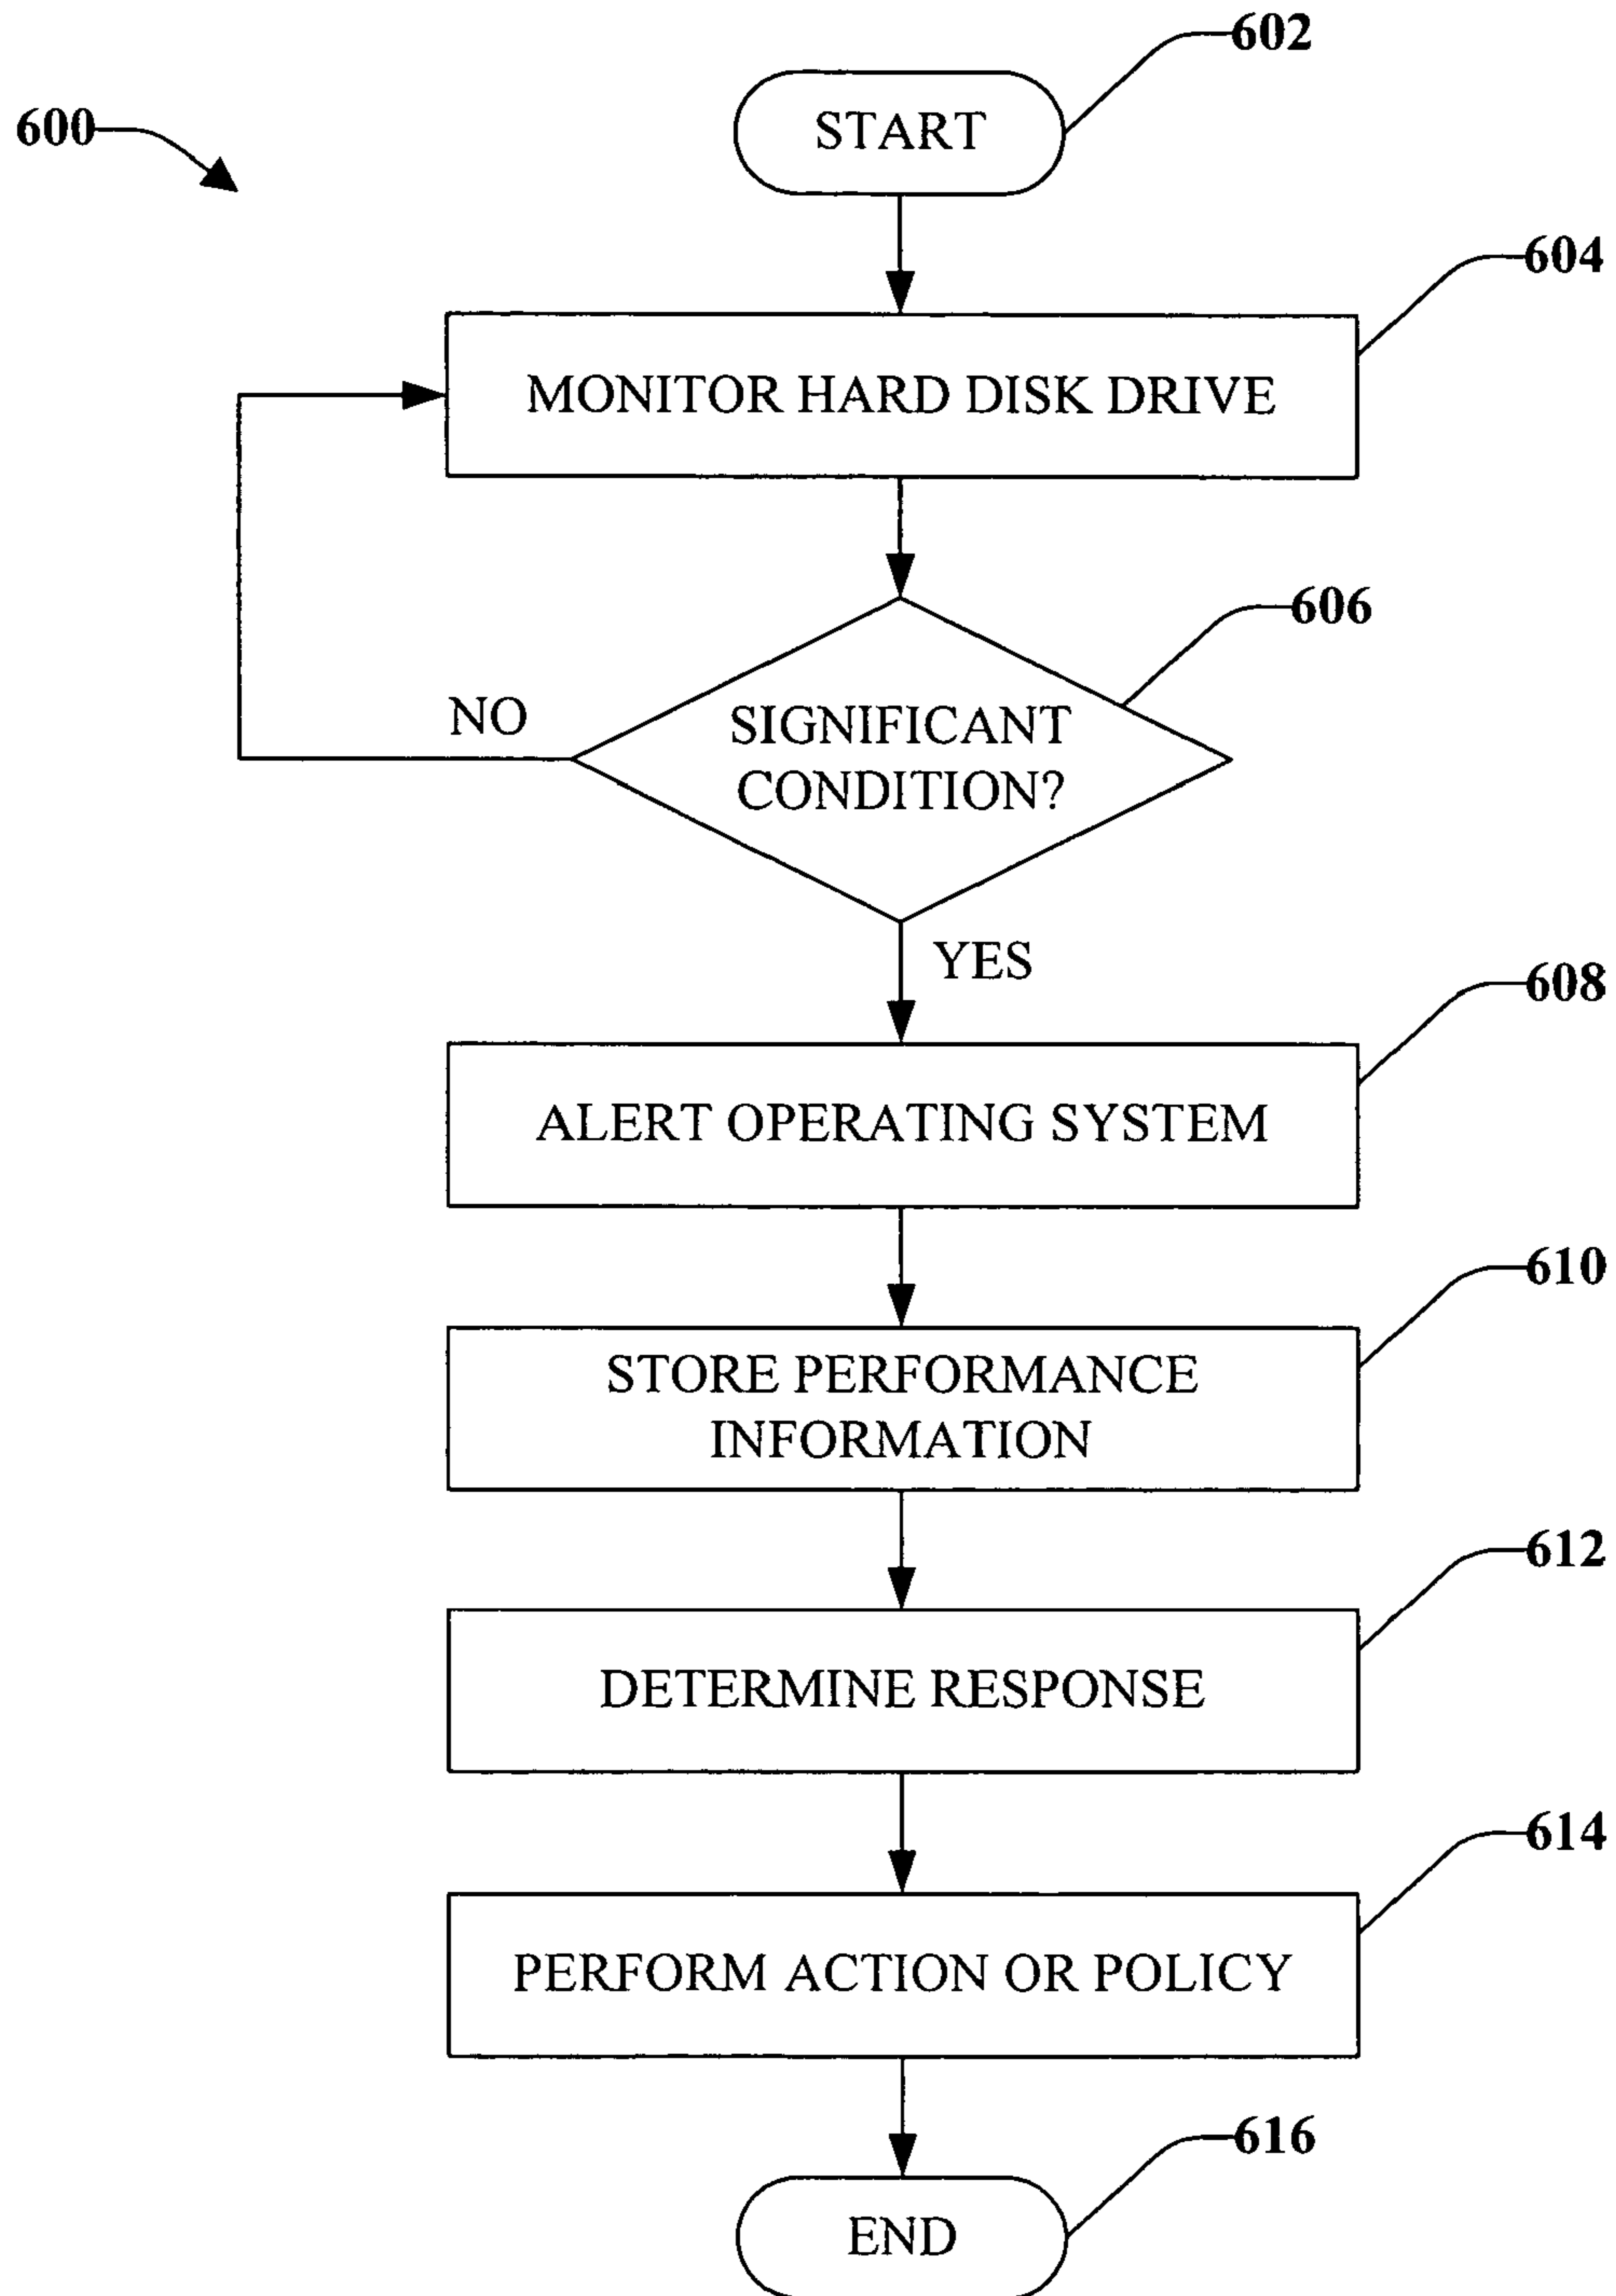 602
START
600
604
MONITOR HARD DISK DRIVE
606
NO
SIGNIFICANT
CONDITION?
YES
608
ALERT OPERATING SYSTEM
610
STORE PERFORMANCE
INFORMATION
612
DETERMINE RESPONSE
614
PERFORM ACTION OR POLICY
616
END